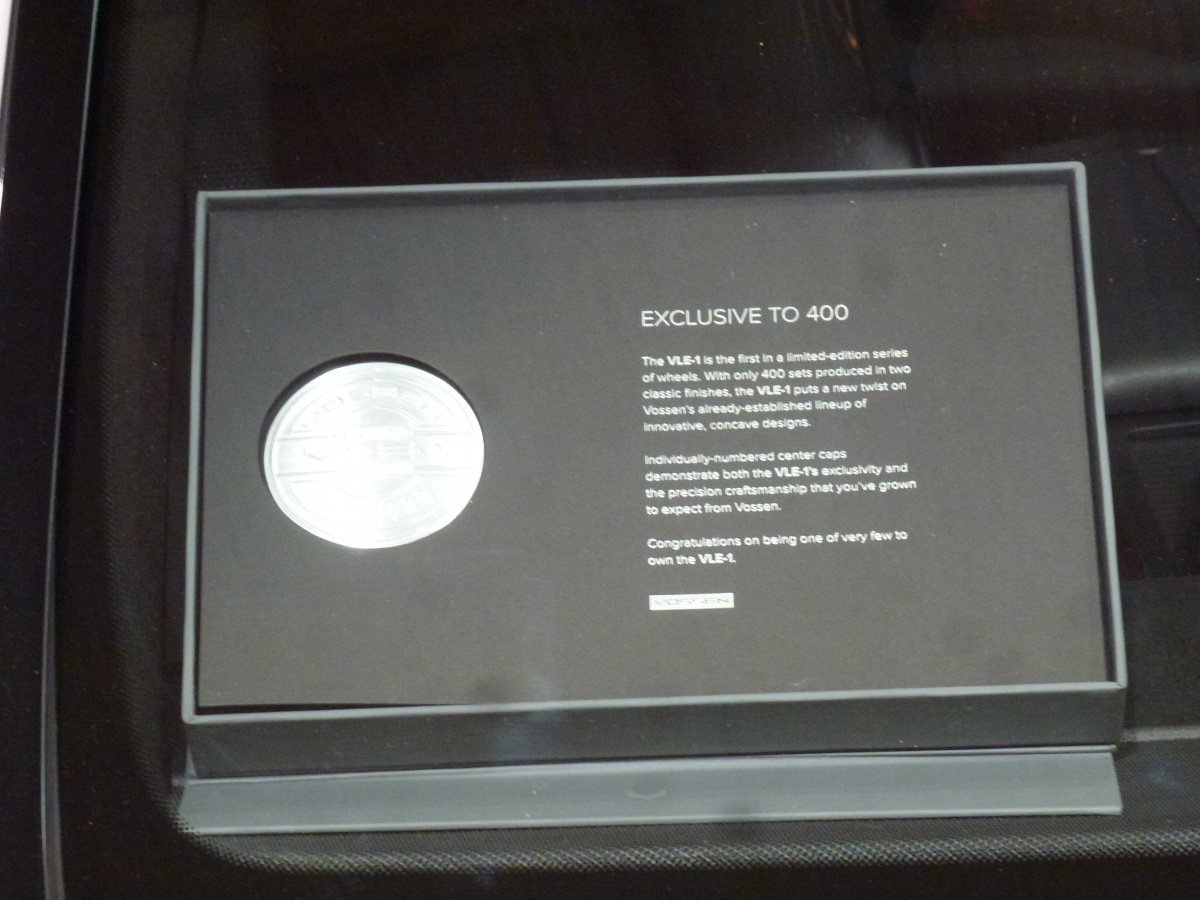 VOSSEN
EXCLUSIVE TO 400
The VLE-1 is the first in a limited-edition series
of wheels. With only 400 sets produced in two
classic finishes, the VLE-1 puts a new twist on
Vossen's already-established lineup of
innovative, concave designs.
Individually-numbered center caps
demonstrate both the VLE-1's exclusivity and
the precision craftsmanship that you've grown
to expect from Vossen.
Congratulations on being one of very few to
own the VLE-1.
VOSSEN